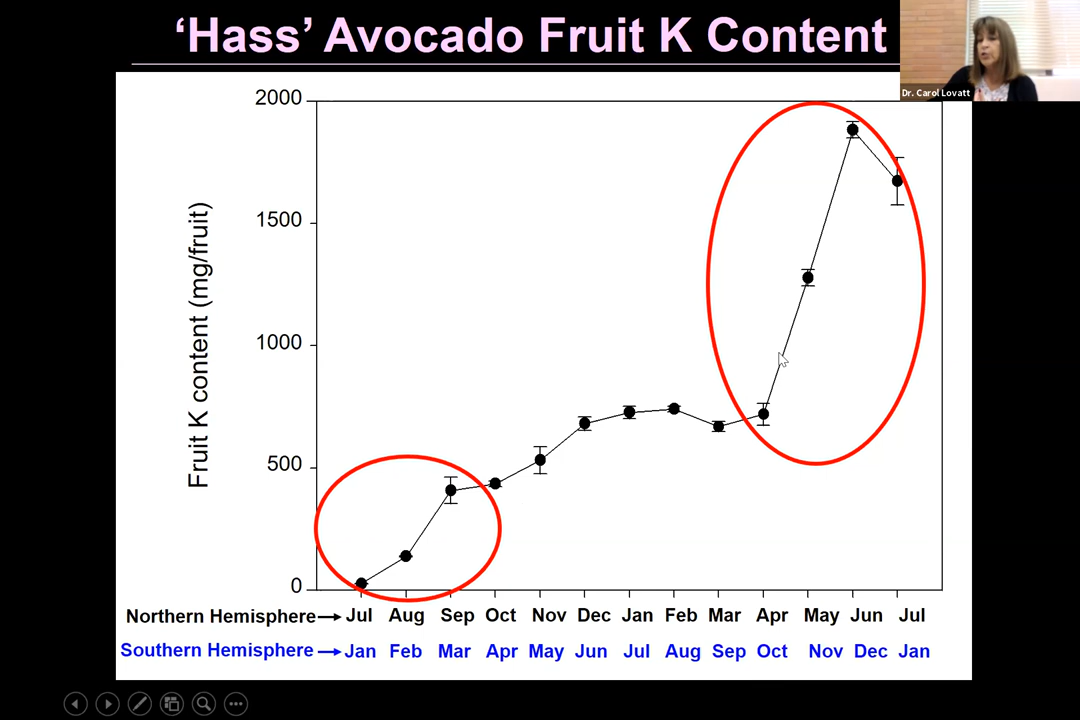 ‘Hass’ Avocado Fruit K Content
Dr. Carol Lovatt
Fruit K content (mg/fruit)
2000
1500
1000
500
0
Northern Hemisphere→ Jul Aug Sep Oct Nov Dec Jan Feb Mar Apr May Jun Jul
Southern Hemisphere→ Jan Feb Mar Apr May Jun Jul Aug Sep Oct Nov Dec Jan